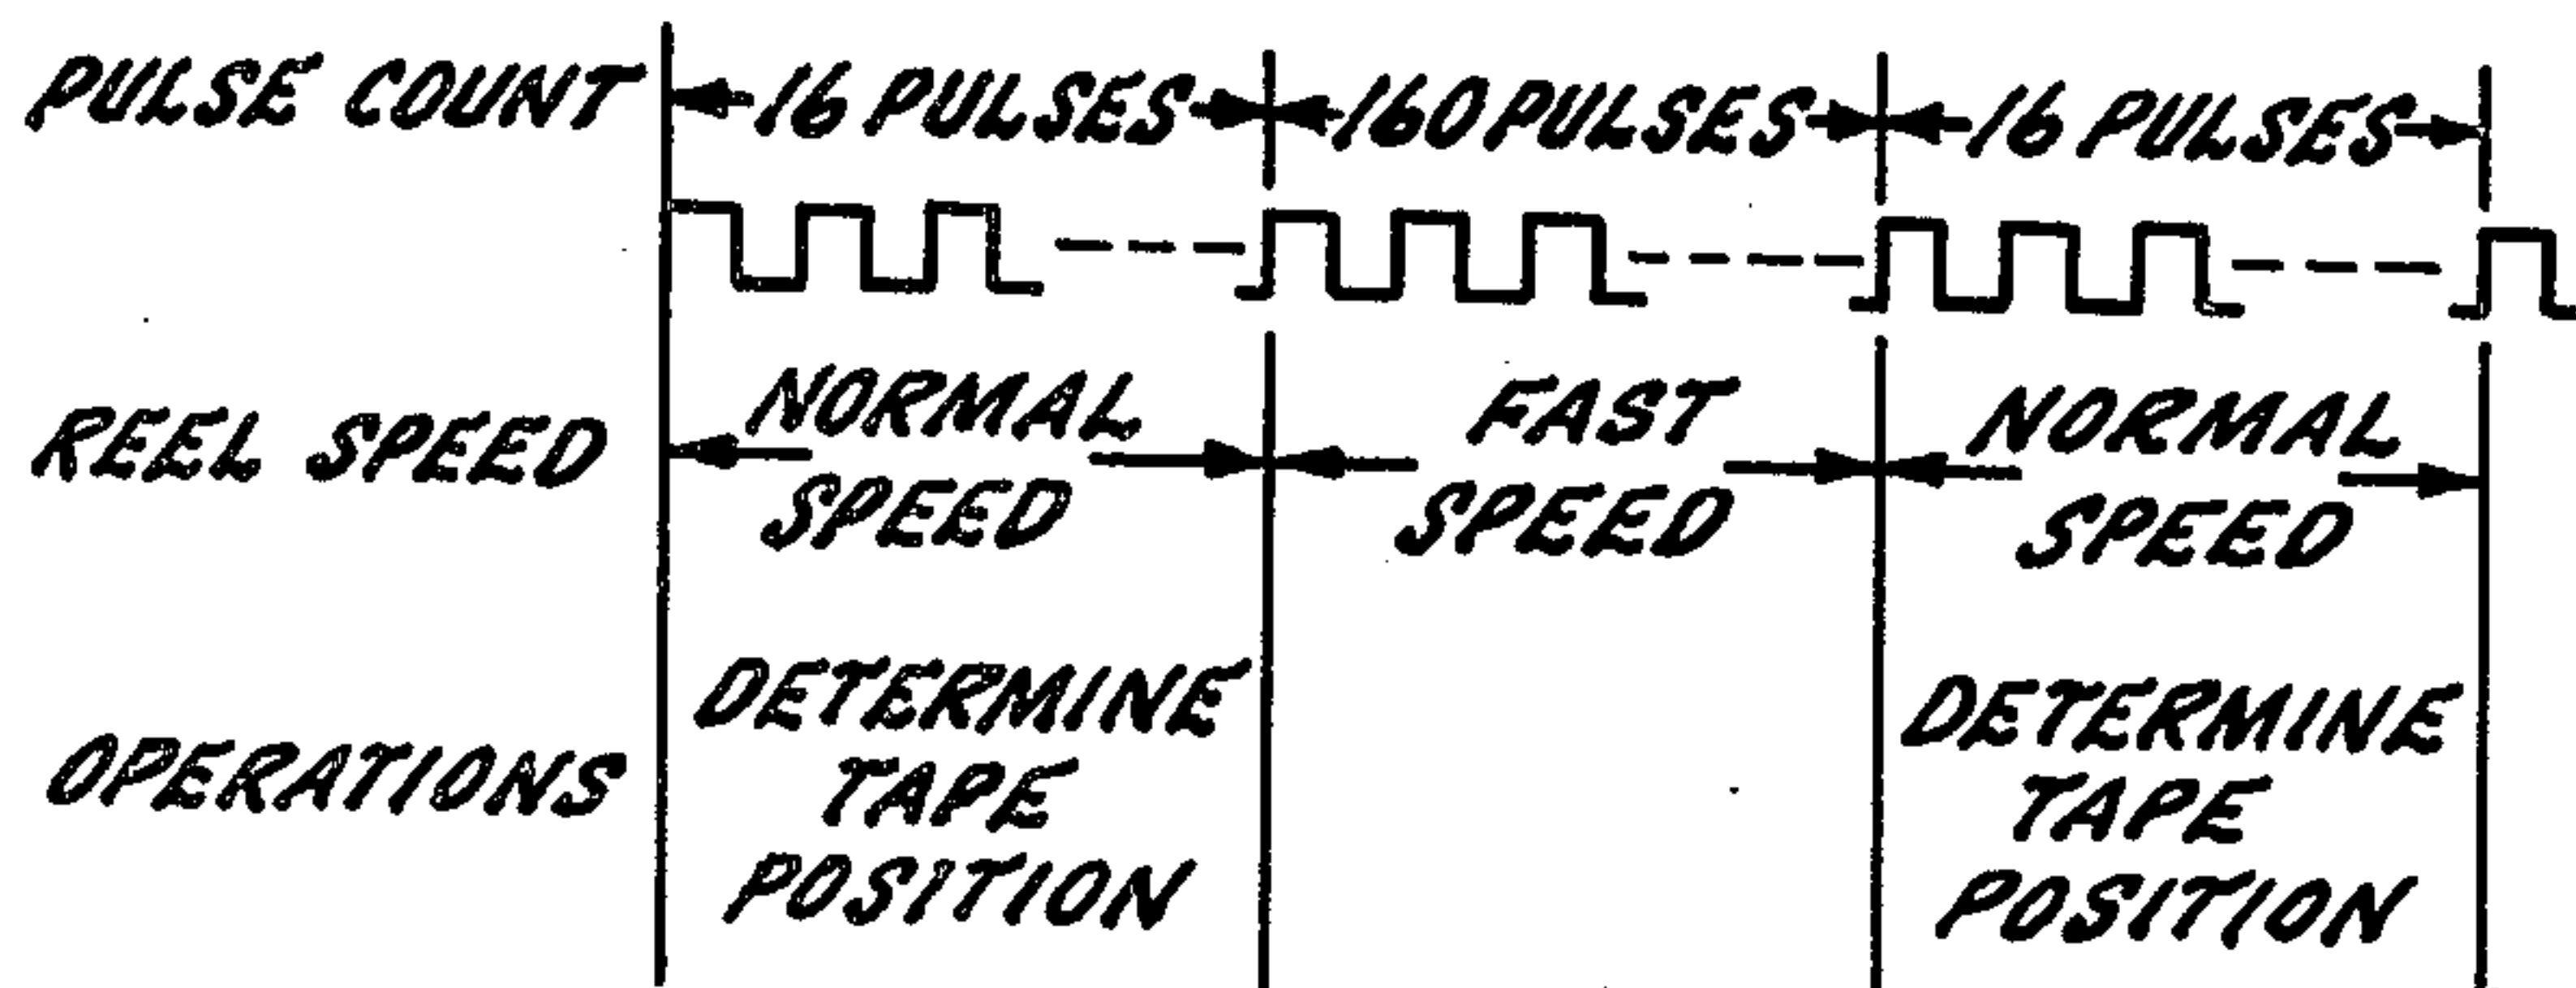 PULSE COUNT 16 PULSES 160 PULSES 16 PULSES
REEL SPEED
NORMAL
SPEED
FAST
SPEED
NORMAL
SPEED
OPERATIONS
DETERMINE
TAPE
POSITION
DETERMINE
TAPE
POSITION